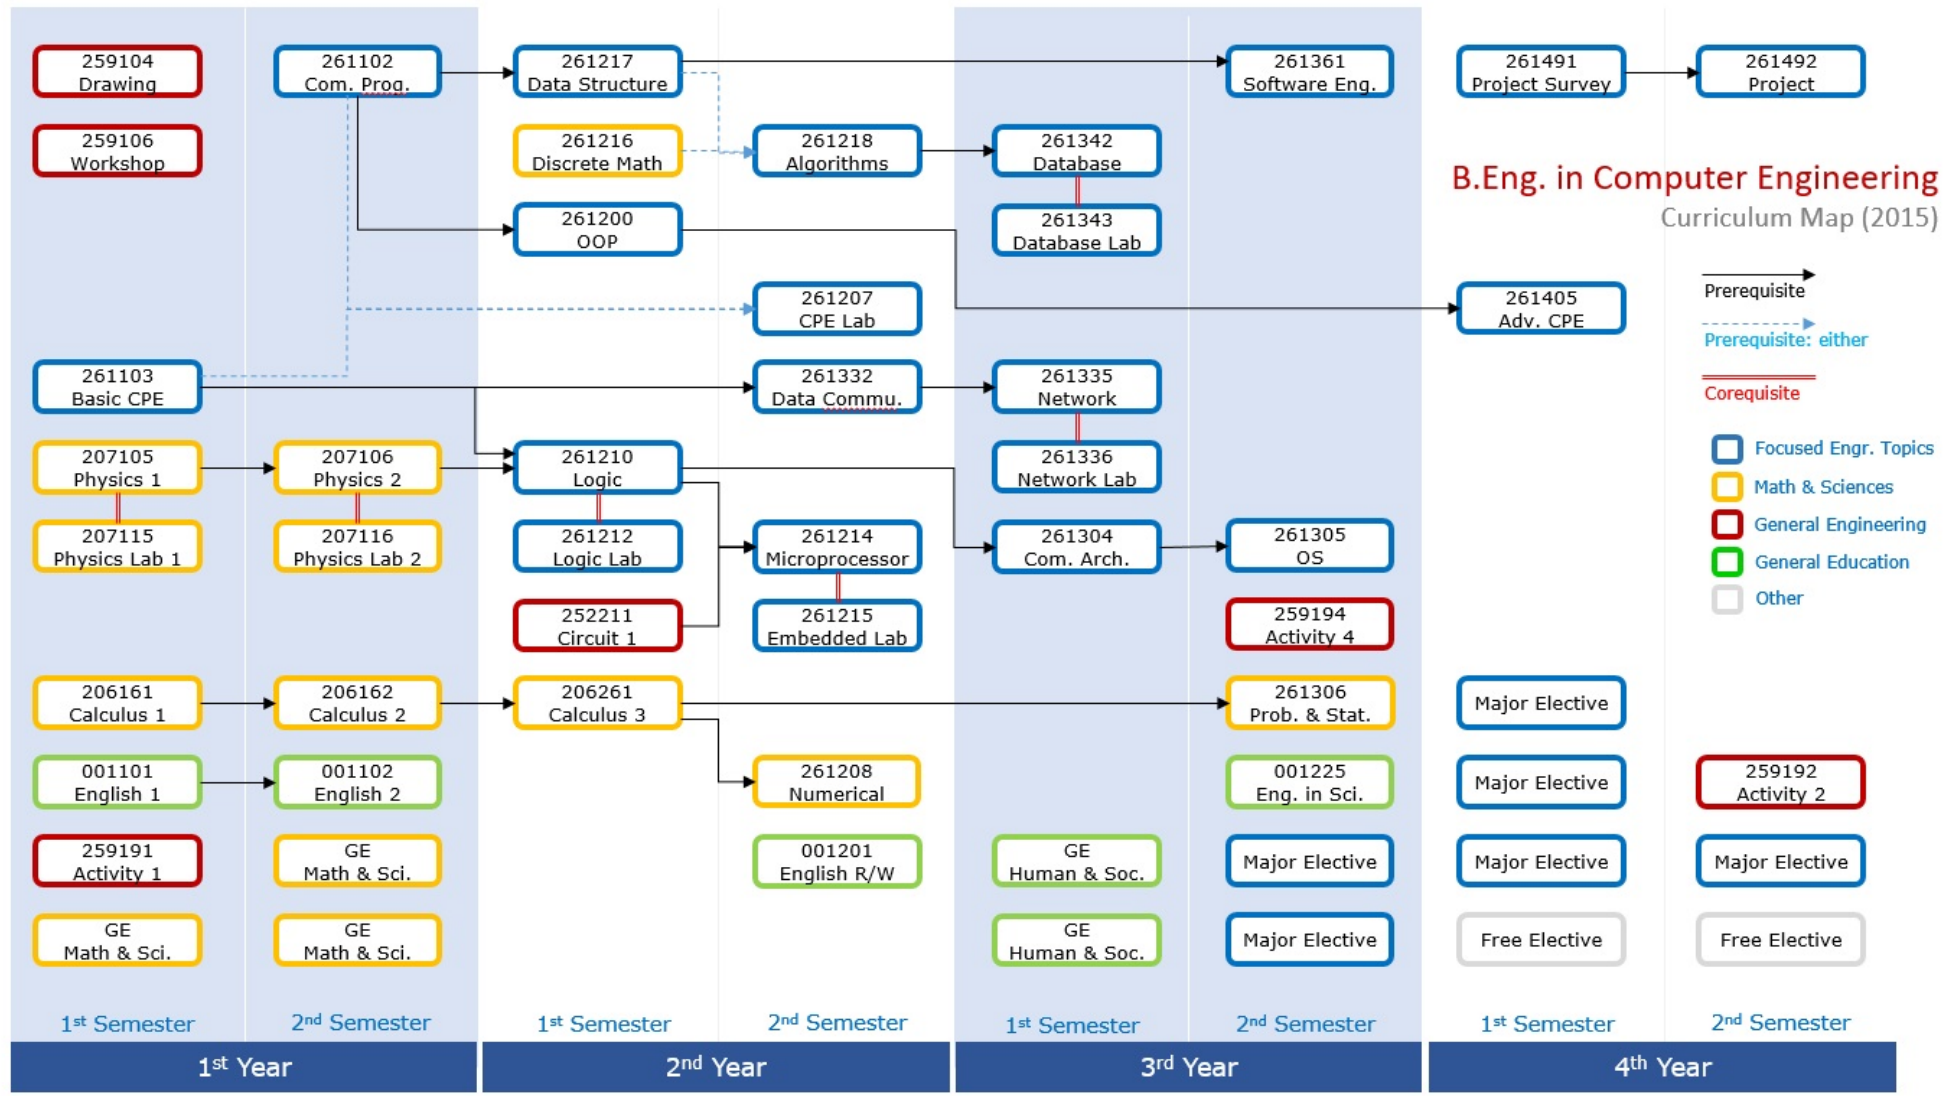 259104
Drawing
261102
Com. Prog.
261217
Data Structure
261361
Software Eng.
261491
Project Survey
261492
Project
259106
Workshop
261216
Discrete Math
261218
Algorithms
261342
Database
B.Eng. in Computer Engineering
Curriculum Map (2015)
261200
OOP
261343
Database Lab
Prerequisite
261207
CPE Lab
261405
Adv. CPE
Prerequisite: either
261103
Basic CPE
261332
Data Commu.
261335
Network
Corequisite
207105
Physics 1
207106
Physics 2
261210
Logic
261336
Network Lab
Focused Engr. Topics
Math & Sciences
General Engineering
General Education
Other
207115
Physics Lab 1
207116
Physics Lab 2
261212
Logic Lab
261214
Microprocessor
261304
Com. Arch.
261305
OS
252211
Circuit 1
261215
Embedded Lab
259194
Activity 4
206161
Calculus 1
206162
Calculus 2
206261
Calculus 3
261306
Prob. & Stat.
Major Elective
001101
English 1
001102
English 2
261208
Numerical
001225
Eng. in Sci.
Major Elective
259192
Activity 2
259191
Activity 1
GE
Math & Sci.
001201
English R/W
GE
Human & Soc.
Major Elective
Major Elective
Major Elective
GE
Math & Sci.
GE
Math & Sci.
GE
Human & Soc.
Major Elective
Free Elective
Free Elective
1st Semester
2nd Semester
1st Semester
2nd Semester
1st Semester
2nd Semester
1st Semester
2nd Semester
1st Year
2nd Year
3rd Year
4th Year